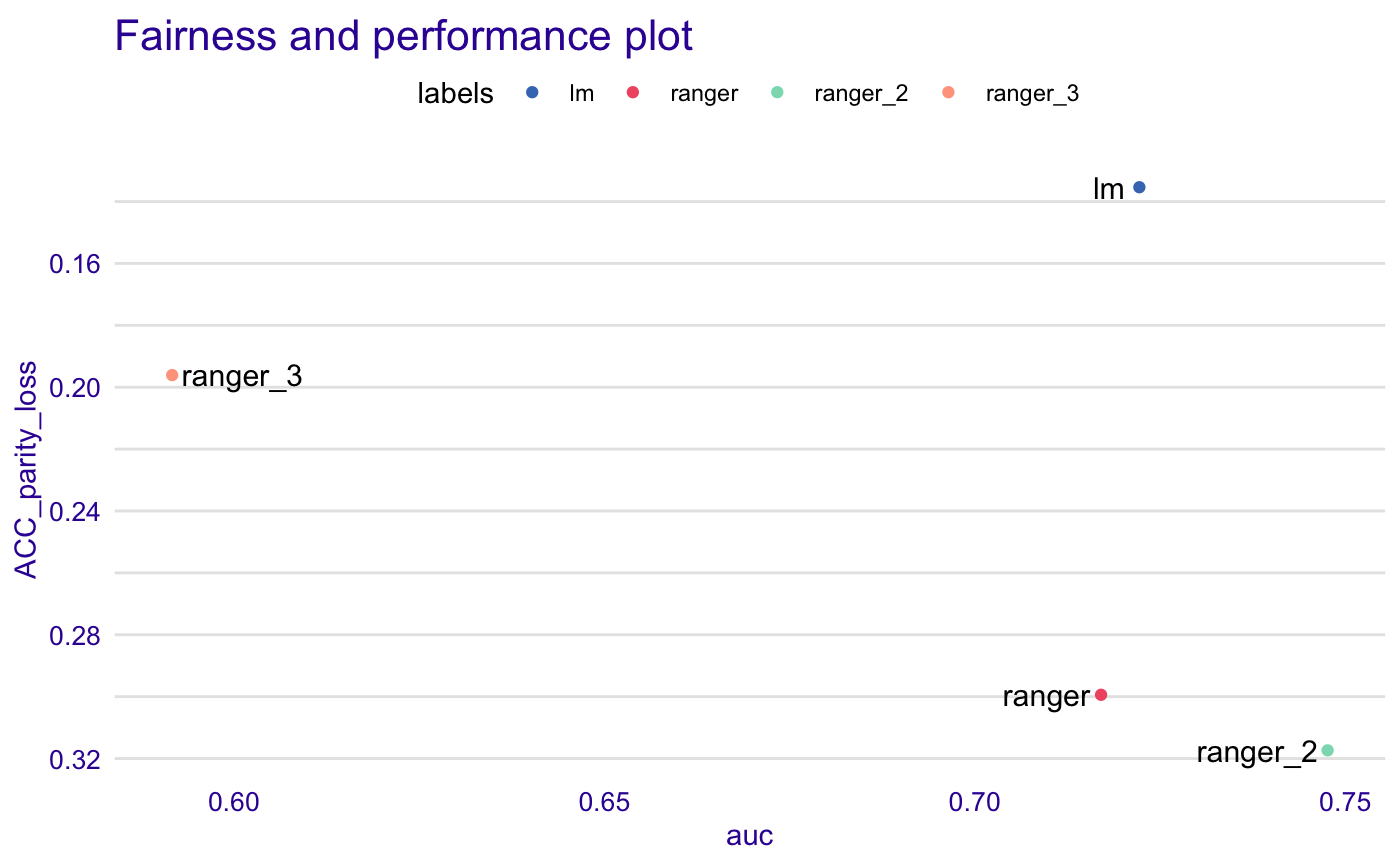 Fairness and performance plot
labels lm ranger ranger_2 ranger_3
lm
0.16
ranger_3
0.20
ACC_parity_loss
0.24
0.28
ranger
ranger_2
0.32
0.60 0.65 0.70 0.75
auc